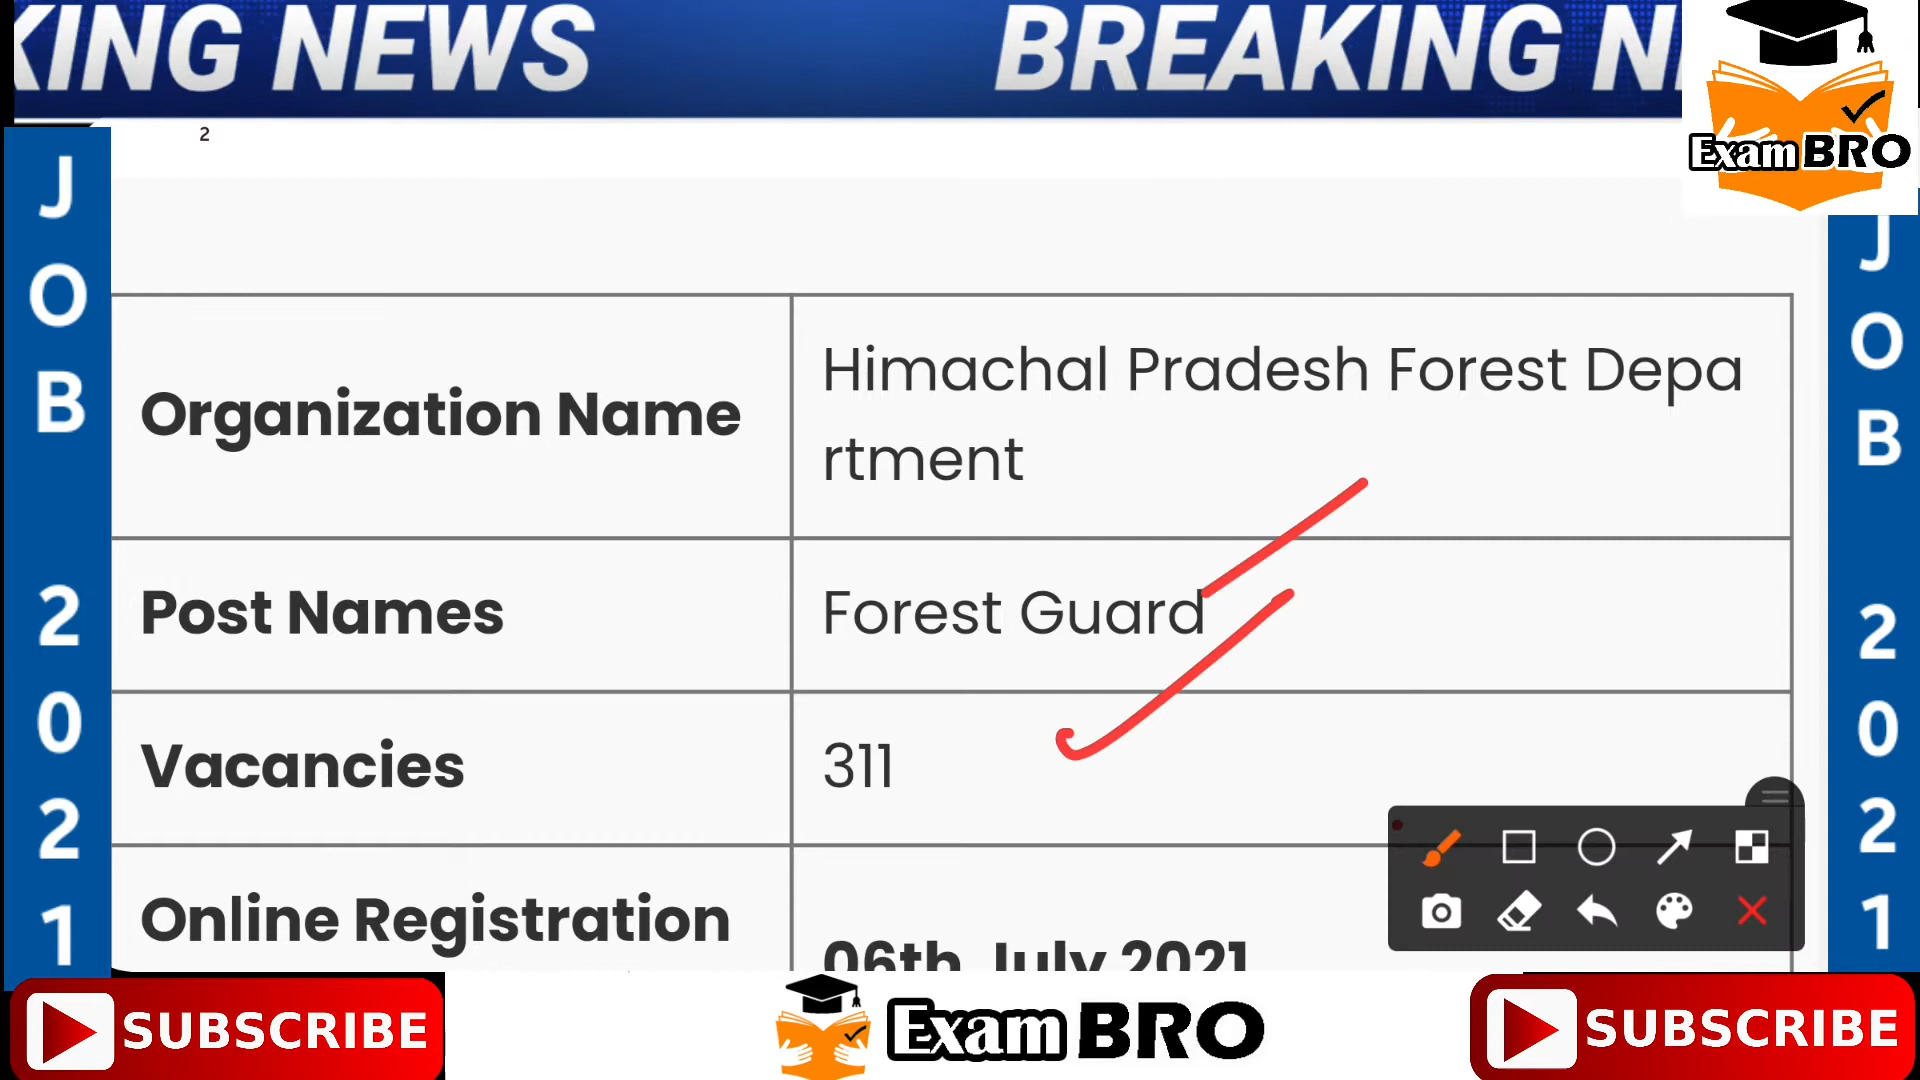 KING NEWS
BREAKING N
Exam BRO
2
J
O
B
2
0
2
1
Organization Name
Himachal Pradesh Forest Depa
rtment
Post Names
Forest Guard
Vacancies
311
Online Registration
06th July 2021
J
O
B
2
0
2
1
SUBSCRIBE
Exam BRO
SUBSCRIBE